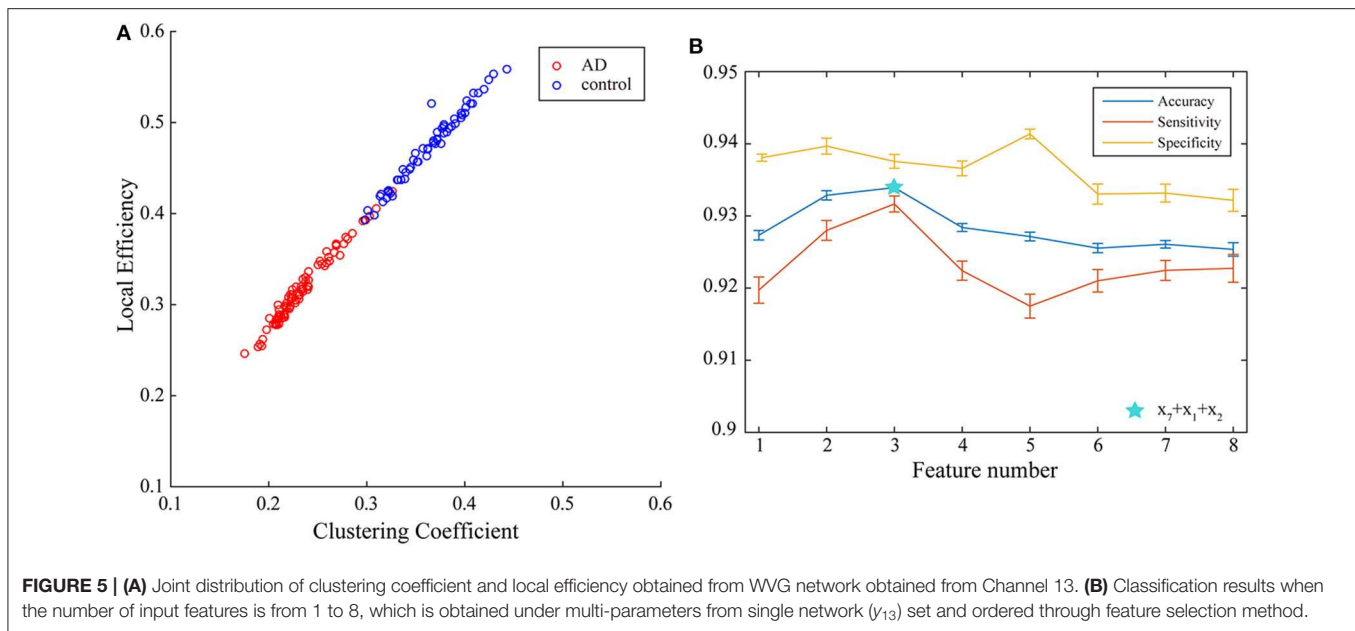 A
0.6
0.5
0.4
0.3
0.2
0.1
Local Efficiency
AD
control
0.1
0.2
0.3
0.4
0.5
0.6
Clustering Coefficient
B
0.95
0.94
0.93
0.92
0.91
0.9
Accuracy
Sensitivity
Specificity
x7+x1+x2
1
2
3
4
5
6
7
8
Feature number
FIGURE 5 | (A) Joint distribution of clustering coefficient and local efficiency obtained from WVG network obtained from Channel 13. (B) Classification results when
the number of input features is from 1 to 8, which is obtained under multi-parameters from single network (y13) set and ordered through feature selection method.